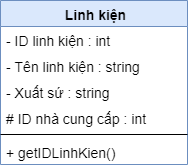 Linh kiện
- ID linh kiện : int
- Tên linh kiện : string
- Xuất sứ : string
# ID nhà cung cấp : int
+ getIDLinhKien()